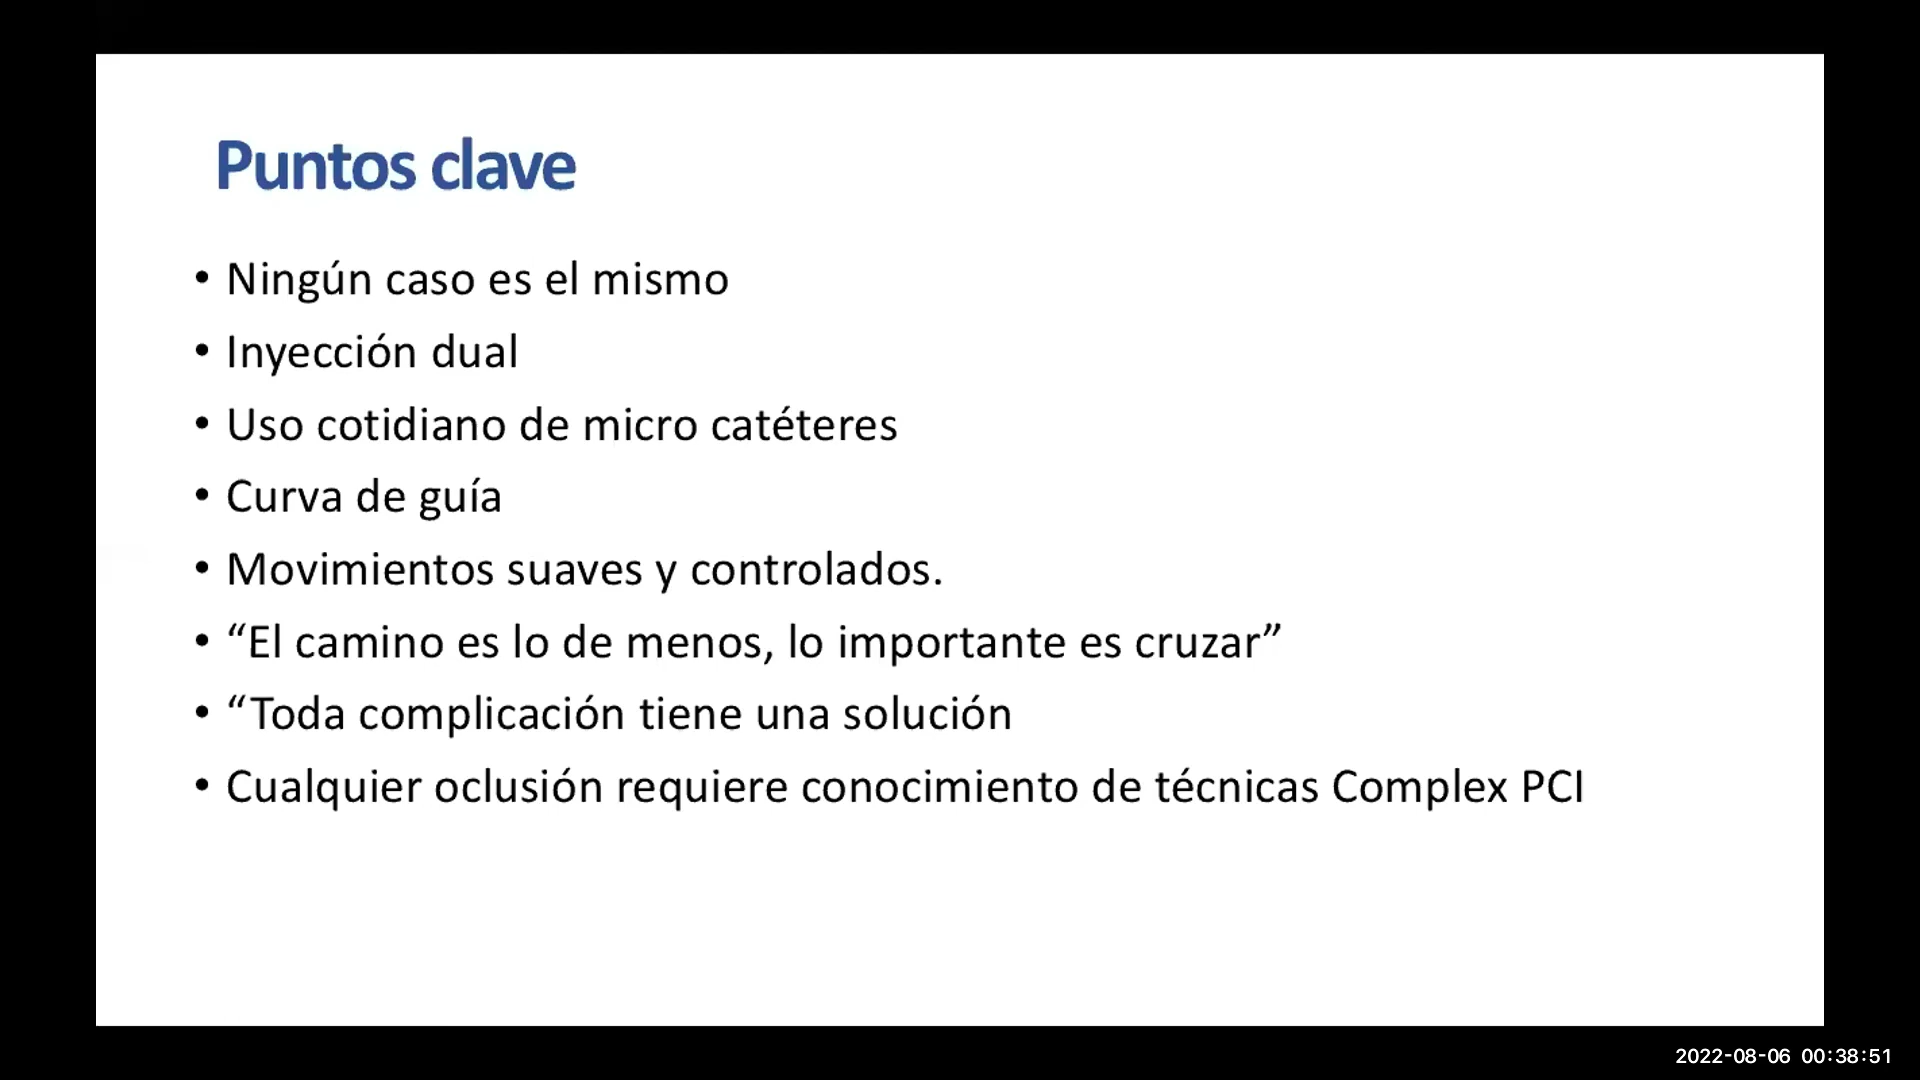 Puntos clave
• Ningún caso es el mismo
• Inyección dual
• Uso cotidiano de micro catéteres
• Curva de guía
• Movimientos suaves y controlados.
• “El camino es lo de menos, lo importante es cruzar”
• “Toda complicación tiene una solución
• Cualquier oclusión requiere conocimiento de técnicas Complex PCI
2022-08-06 00:38:51